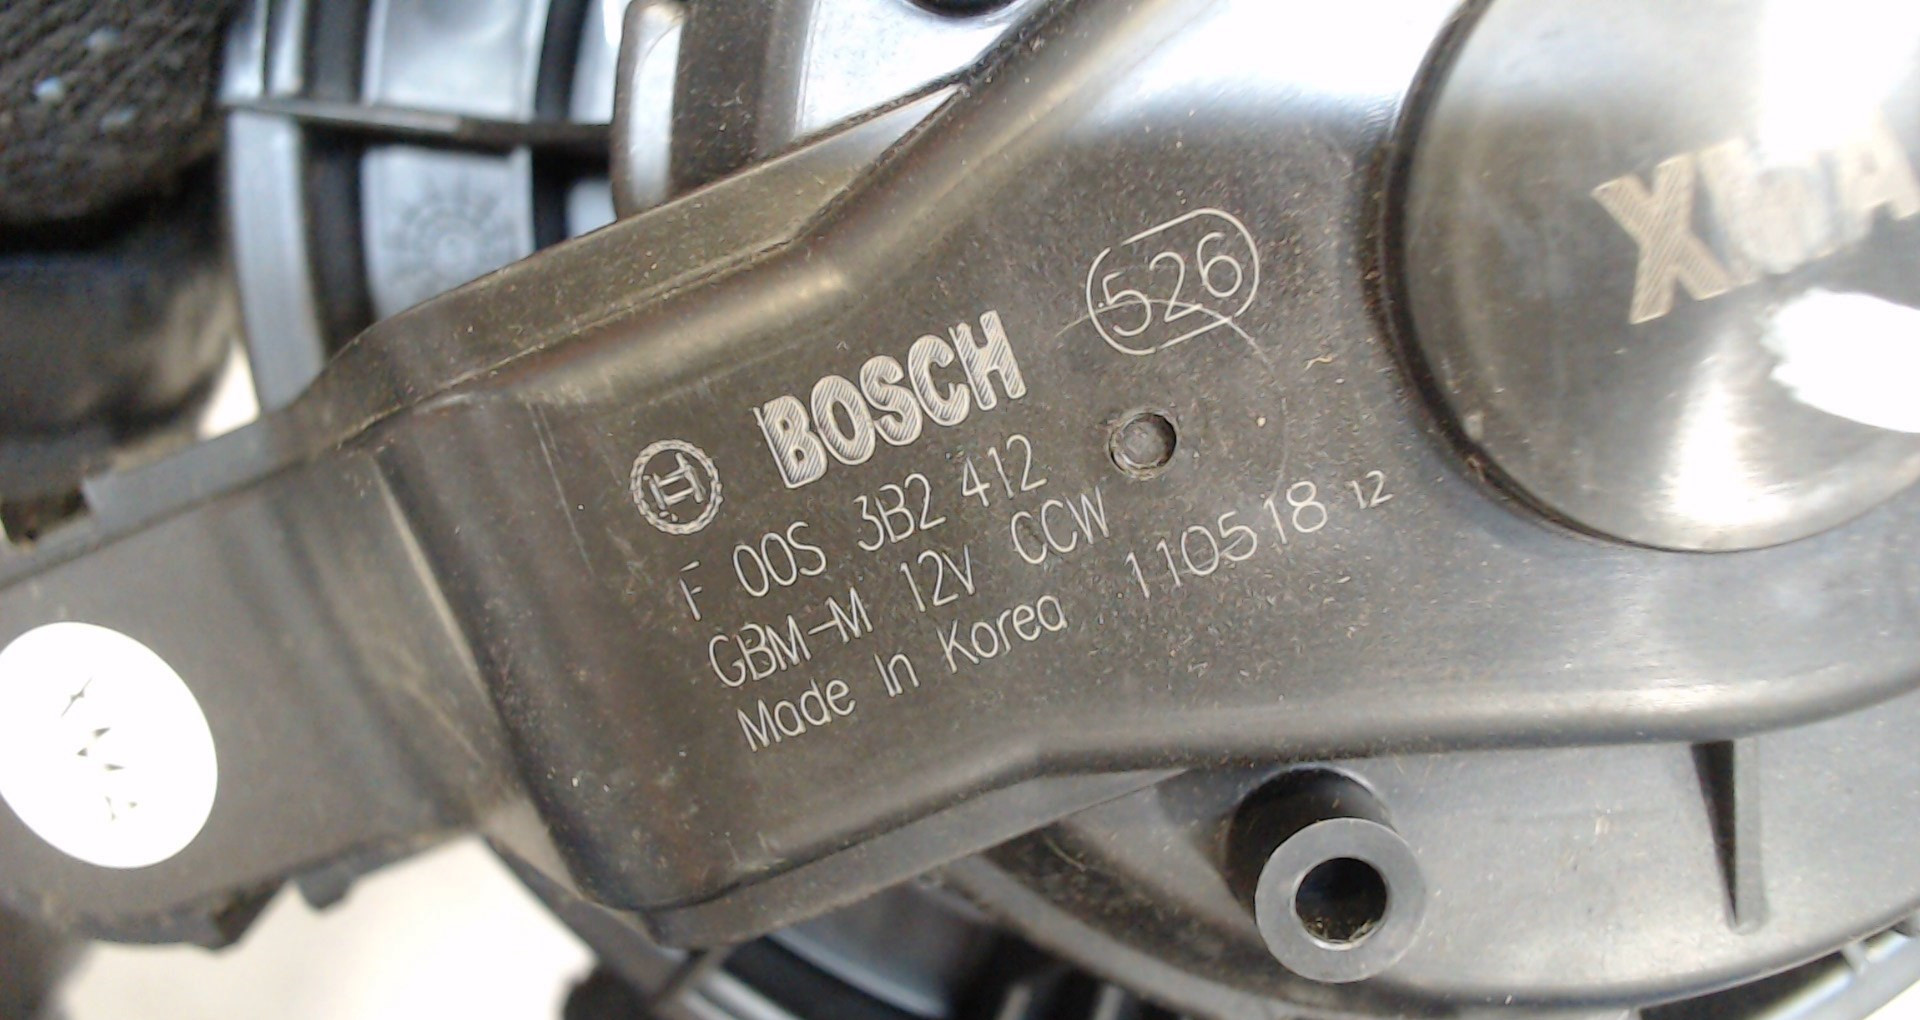 526
BOSCH
F 00S 3B2 412
GBM-M 12V CCW
Made In Korea 110518 12